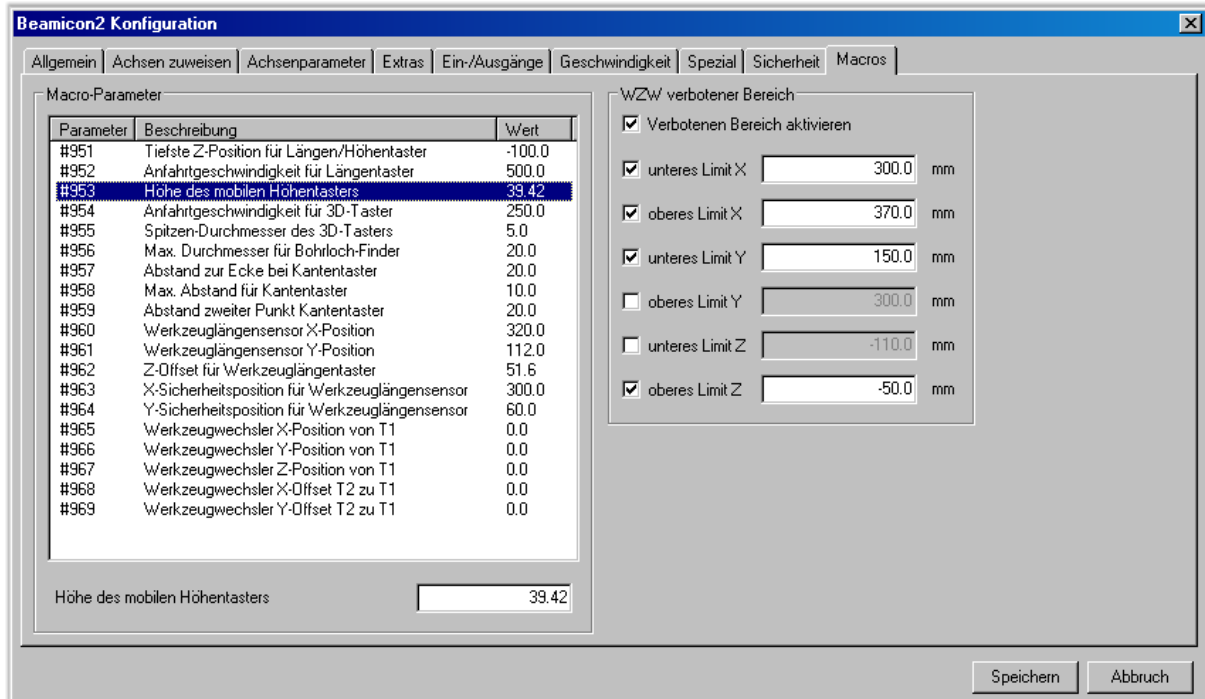 Beamicon2 Konfiguration
Allgemein Achsen zuweisen Achsenparameter Extras Ein-/Ausgänge Geschwindigkeit Spezial Sicherheit Macros
Macro-Parameter
Parameter Beschreibung Wert
#951 Tiefste Z-Position für Längen/Höhentaster -100.0
#952 Anfahrtgeschwindigkeit für Längentaster 500.0
#953 Höhe des mobilen Höhentasters 39.42
#954 Anfahrtgeschwindigkeit für 3D-Taster 250.0
#955 Spitzen-Durchmesser des 3D-Tasters 5.0
#956 Max. Durchmesser für Bohrloch-Finder 20.0
#957 Abstand zur Ecke bei Kantentaster 20.0
#958 Max. Abstand für Kantentaster 10.0
#959 Abstand zweiter Punkt Kantentaster 20.0
#960 Werkzeuglängensensor X-Position 320.0
#961 Werkzeuglängensensor Y-Position 112.0
#962 Z-Offset für Werkzeuglängentaster 51.6
#963 X-Sicherheitsposition für Werkzeuglängensensor 300.0
#964 Y-Sicherheitsposition für Werkzeuglängensensor 60.0
#965 Werkzeugwechsler X-Position von T1 0.0
#966 Werkzeugwechsler Y-Position von T1 0.0
#967 Werkzeugwechsler Z-Position von T1 0.0
#968 Werkzeugwechsler X-Offset T2 zu T1 0.0
#969 Werkzeugwechsler Y-Offset T2 zu T1 0.0
Höhe des mobilen Höhentasters 39.42
WZW verbotener Bereich
Verbotenen Bereich aktivieren
unteres Limit X 300.0 mm
oberes Limit X 370.0 mm
unteres Limit Y 150.0 mm
oberes Limit Y 300.0 mm
unteres Limit Z -110.0 mm
oberes Limit Z -50.0 mm
Speichern Abbruch